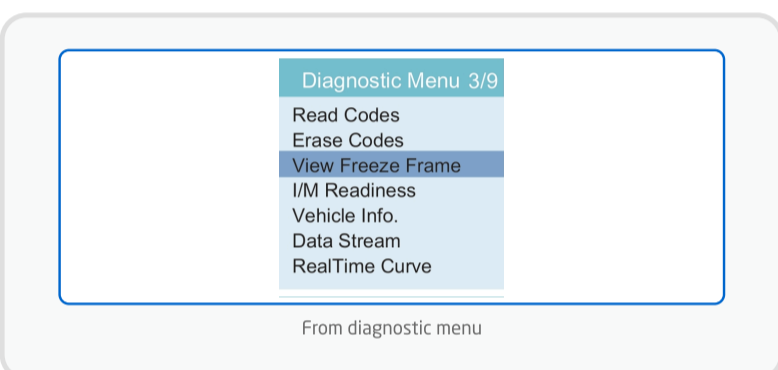 Diagnostic Menu 3/9
Read Codes
Erase Codes
View Freeze Frame
I/M Readiness
Vehicle Info.
Data Stream
RealTime Curve
From diagnostic menu